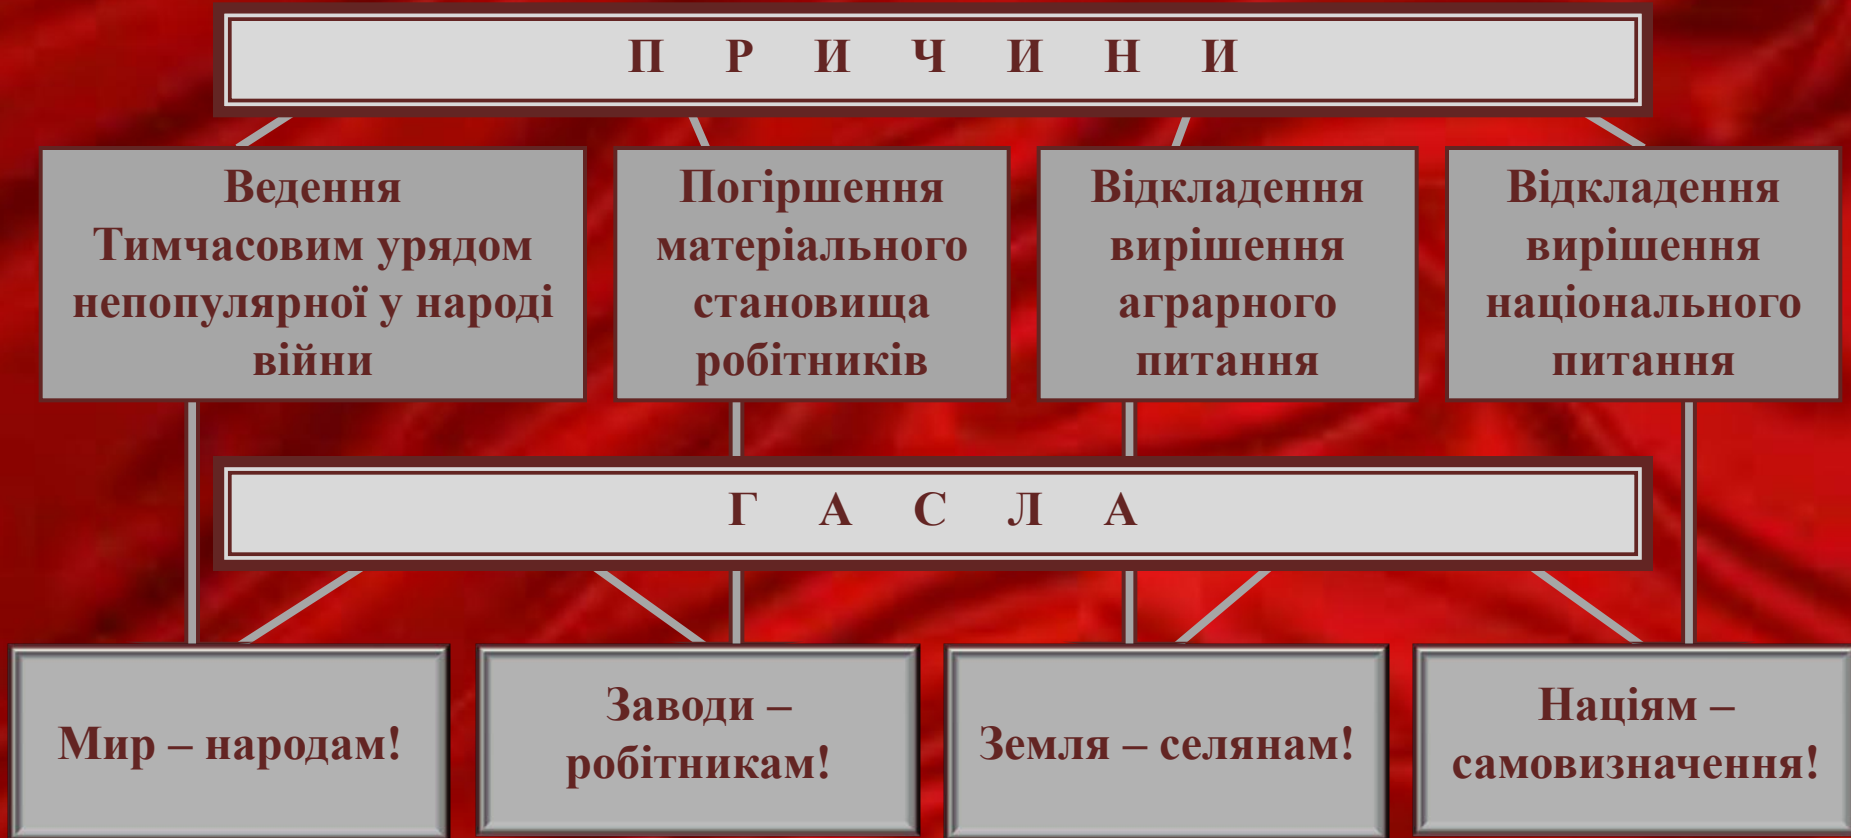 П Р И Ч И Н И
Ведення
Тимчасовим урядом
непопулярної у народі
війни
Погіршення
матеріального
становища
робітників
Відкладення
вирішення
аграрного
питання
Відкладення
вирішення
національного
питання
Г А С Л А
Мир – народам!
Заводи –
робітникам!
Земля – селянам!
Націям –
самовизначення!